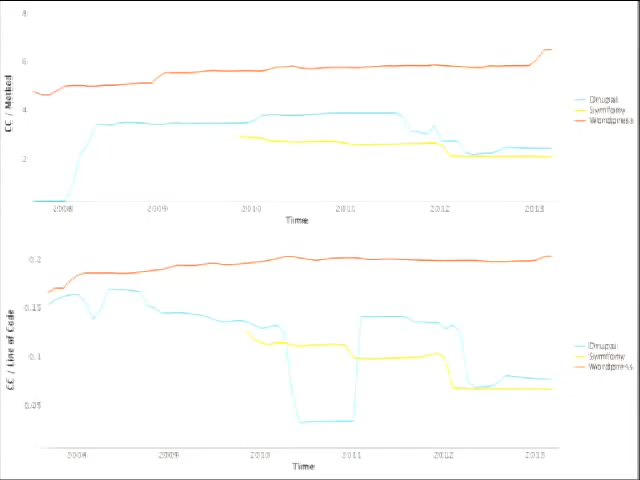 8
6
4
2
CC / Method
2008 2009 2010 2011 2012 2013
Time
Drupal
Symfony
Wordpress
0.2
0.15
0.1
0.05
CC / Line of Code
2008 2009 2010 2011 2012 2013
Time
Drupal
Symfony
Wordpress